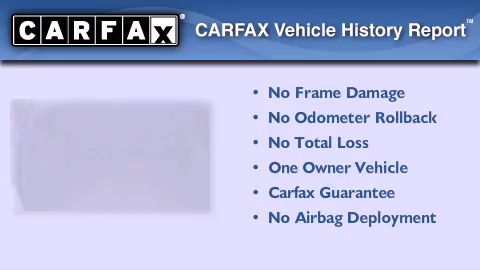 CARFAX® CARFAX Vehicle History Report™
• No Frame Damage
• No Odometer Rollback
• No Total Loss
• One Owner Vehicle
• Carfax Guarantee
• No Airbag Deployment